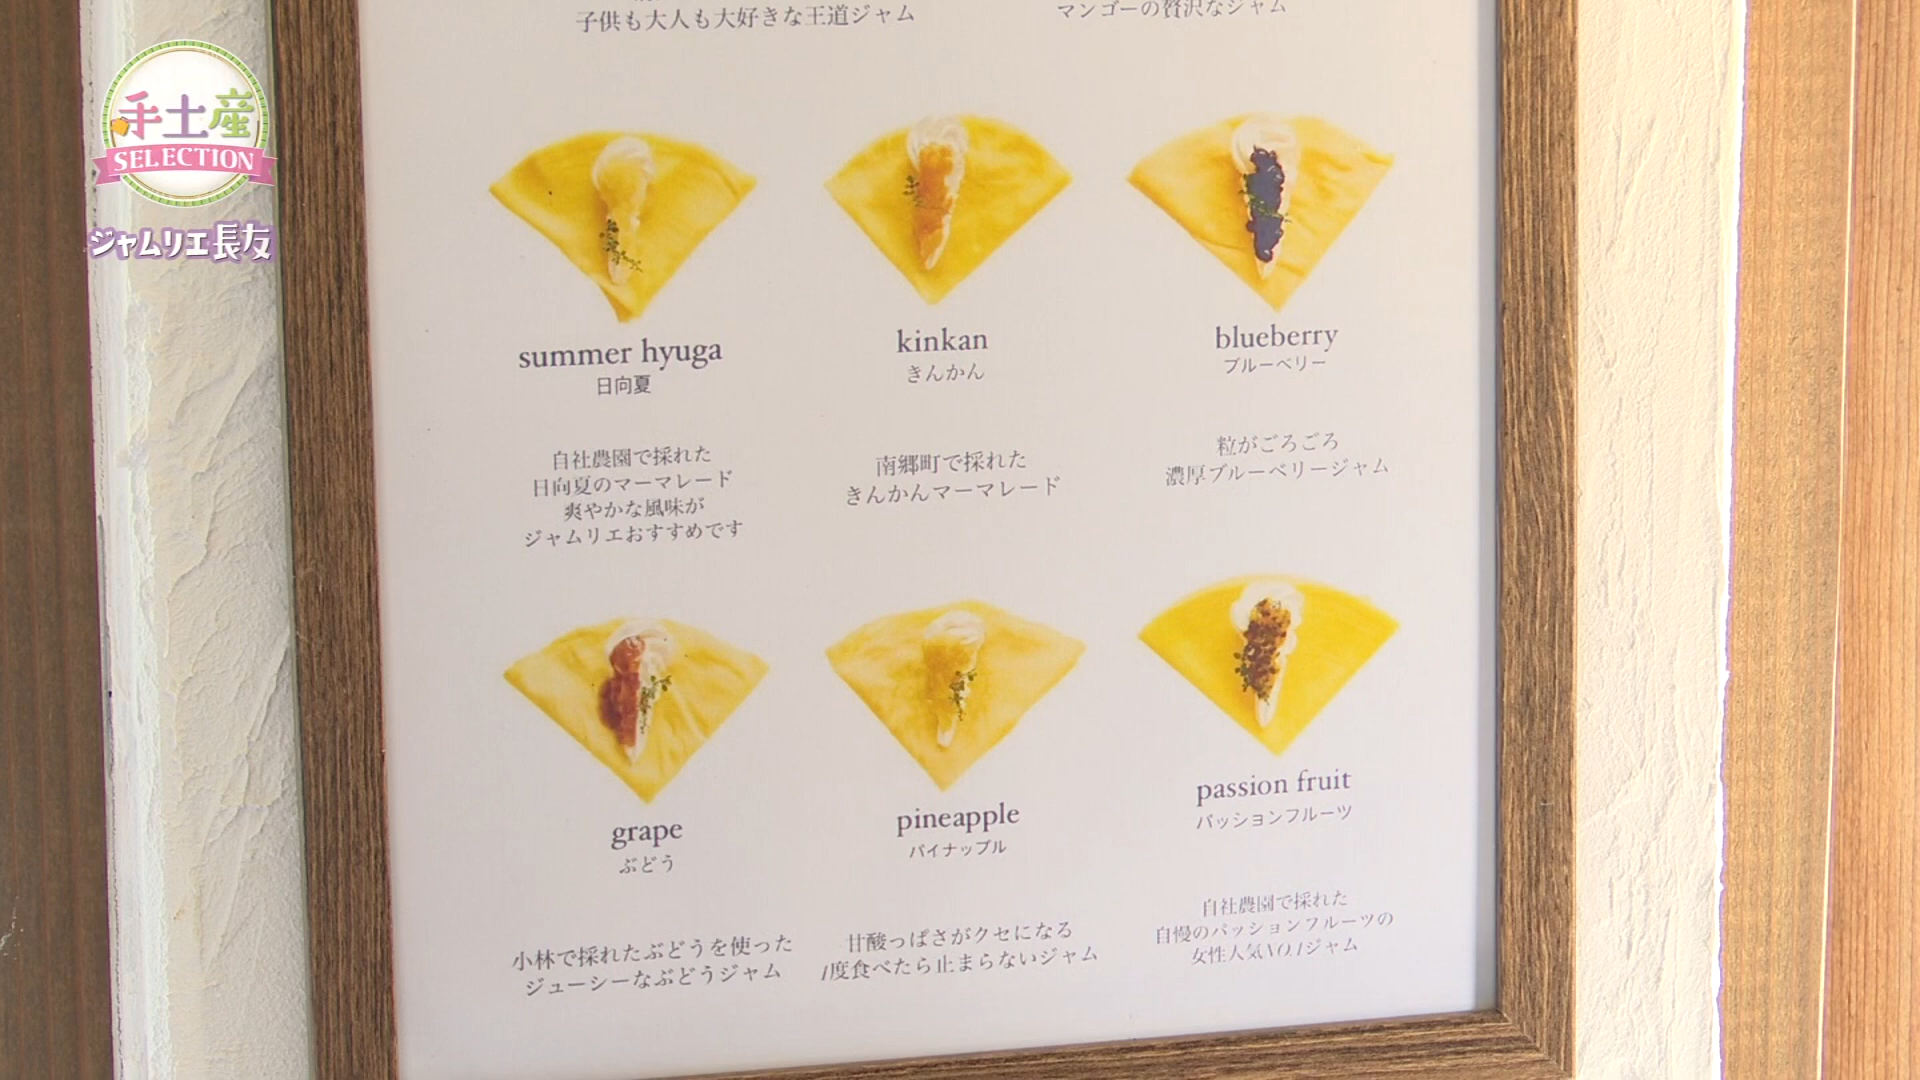 子供も大人も大好きな王道ジャム
マンゴーの贅沢なジャム
手土産
SELECTION
ジャムリエ長友
summer hyuga
日向夏
自社農園で採れた
日向夏のマーマレード
爽やかな風味が
ジャムリエおすすめです
kinkan
きんかん
南郷町で採れた
きんかんマーマレード
blueberry
ブルーベリー
粒がごろごろ
濃厚ブルーベリージャム
grape
ぶどう
小林で採れたぶどうを使った
ジューシーなぶどうジャム
pineapple
パイナップル
甘酸っぱさがクセになる
1度食べたら止まらないジャム
passion fruit
パッションフルーツ
自社農園で採れた
自慢のパッションフルーツの
女性人気NO.1ジャム